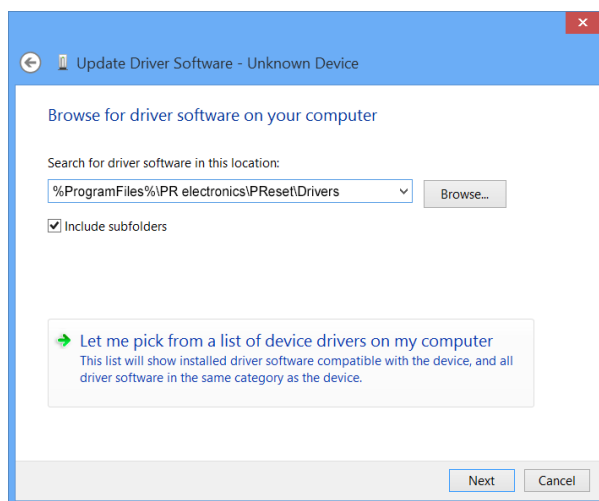 Update Driver Software - Unknown Device
Browse for driver software on your computer
Search for driver software in this location:
%ProgramFiles%\PR electronics\PReset\Drivers
Browse...
Include subfolders
Let me pick from a list of device drivers on my computer
This list will show installed driver software compatible with the device, and all
driver software in the same category as the device.
Next
Cancel